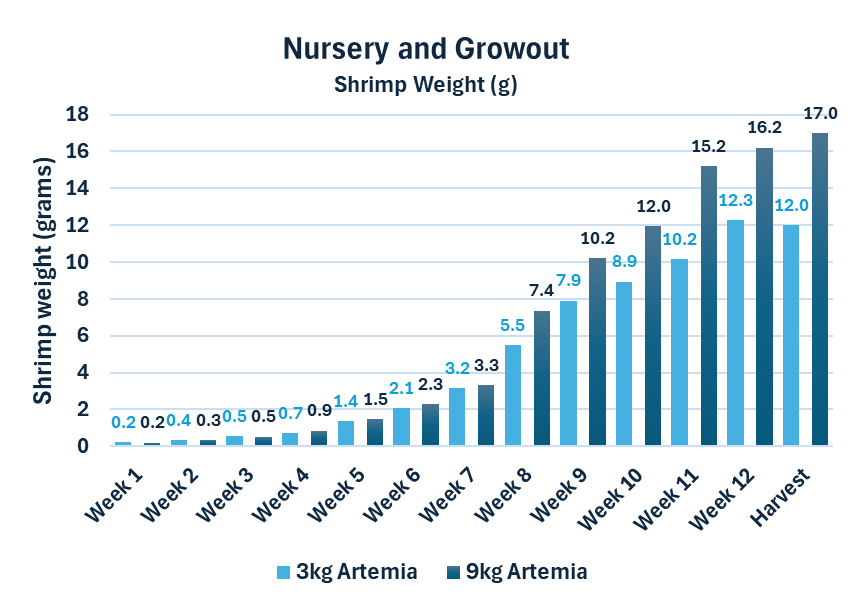 Nursery and Growout
Shrimp Weight (g)
Shrimp weight (grams)
18
16
14
12
10
8
6
4
2
0
0.2 0.2 0.4 0.3 0.5 0.5 0.7 0.9 1.4 1.5 2.1 2.3 3.2 3.3 5.5 7.4 7.9 10.2 8.9 12.0 10.2 15.2 12.3 16.2 12.0 17.0
Week 1 Week 2 Week 3 Week 4 Week 5 Week 6 Week 7 Week 8 Week 9 Week 10 Week 11 Week 12 Harvest
3kg Artemia 9kg Artemia